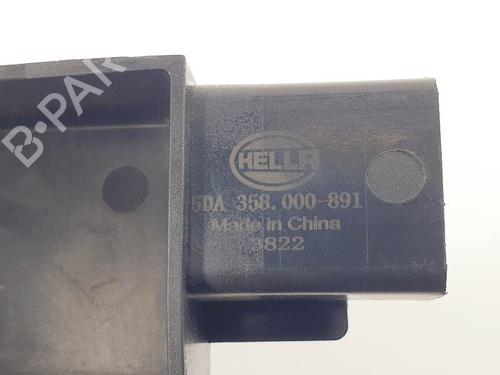 B-PAR
HELLA
5DA 358.000-891
Made in China
3822